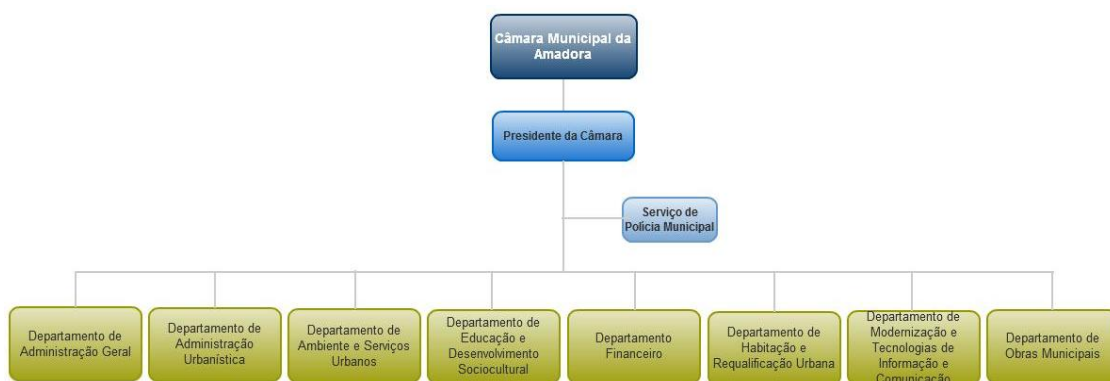 Câmara Municipal da
Amadora
Presidente da Câmara
Serviço de
Polícia Municipal
Departamento de
Administração Geral
Departamento de
Administração
Urbanística
Departamento de
Ambiente e Serviços
Urbanos
Departamento de
Educação e
Desenvolvimento
Sociocultural
Departamento
Financeiro
Departamento de
Habitação e
Requalificação Urbana
Departamento de
Modernização e
Tecnologias de
Informação e
Comunicação
Departamento de
Obras Municipais